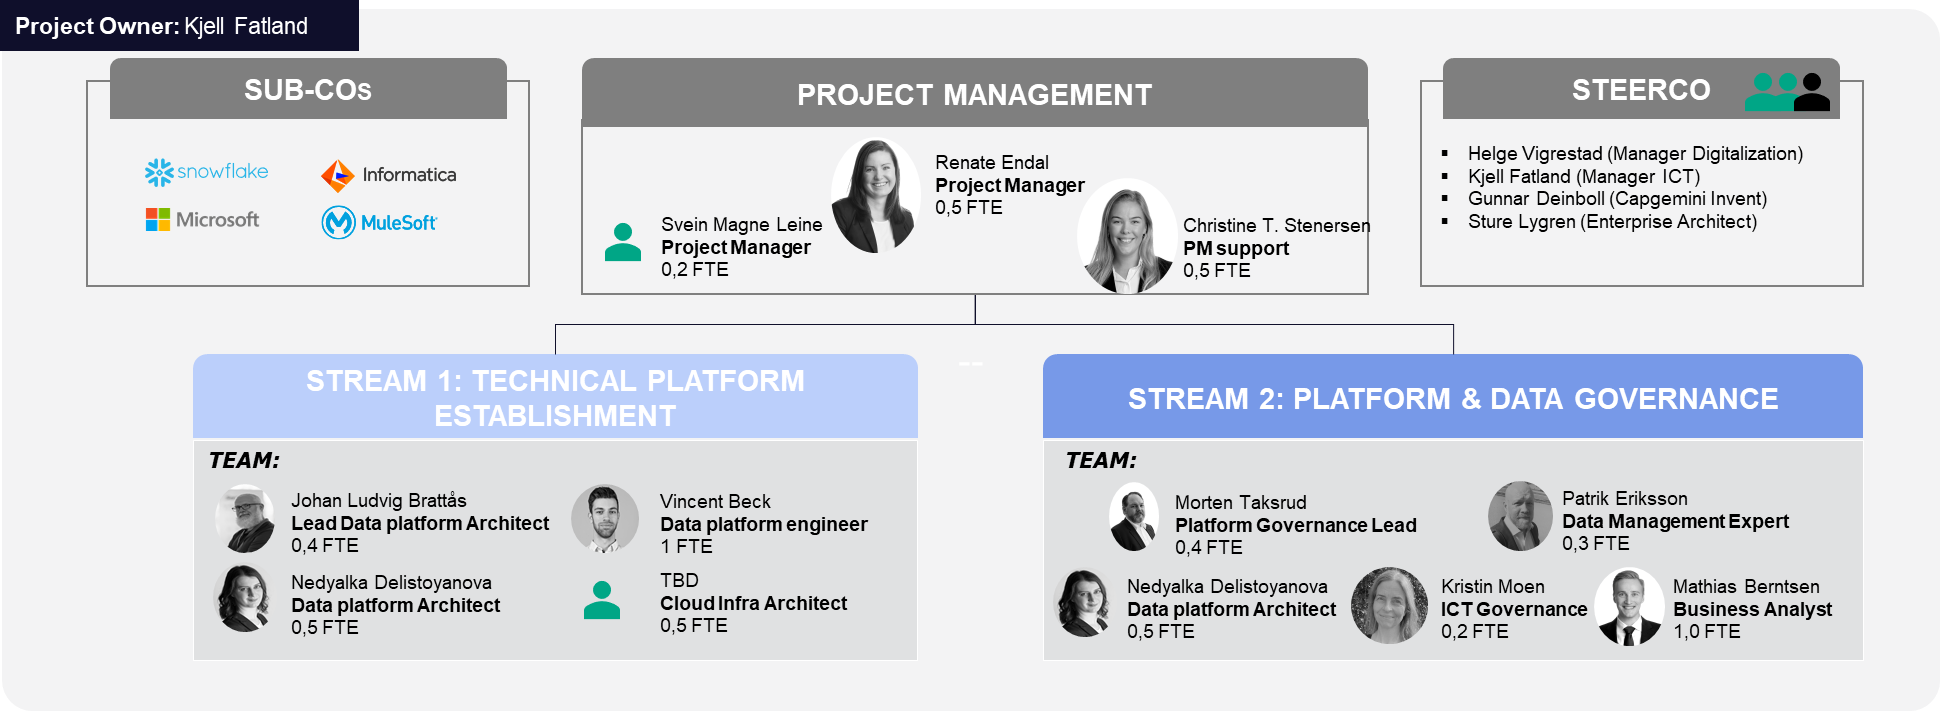 Project Owner: Kjell Fatland
SUB-COs
snowflake
Informatica
Microsoft
MuleSoft
PROJECT MANAGEMENT
Svein Magne Leine
Project Manager
0,2 FTE
Renate Endal
Project Manager
0,5 FTE
Christine T. Stenersen
PM support
0,5 FTE
STEERCO
▪ Helge Vigrestad (Manager Digitalization)
▪ Kjell Fatland (Manager ICT)
▪ Gunnar Deinboll (Capgemini Invent)
▪ Sture Lygren (Enterprise Architect)
--
STREAM 1: TECHNICAL PLATFORM
ESTABLISHMENT
TEAM:
Johan Ludvig Brattås
Lead Data platform Architect
0,4 FTE
Vincent Beck
Data platform engineer
1 FTE
Nedyalka Delistoyanova
Data platform Architect
0,5 FTE
TBD
Cloud Infra Architect
0,5 FTE
STREAM 2: PLATFORM & DATA GOVERNANCE
TEAM:
Morten Taksrud
Platform Governance Lead
0,4 FTE
Patrik Eriksson
Data Management Expert
0,3 FTE
Nedyalka Delistoyanova
Data platform Architect
0,5 FTE
Kristin Moen
ICT Governance
0,2 FTE
Mathias Berntsen
Business Analyst
1,0 FTE